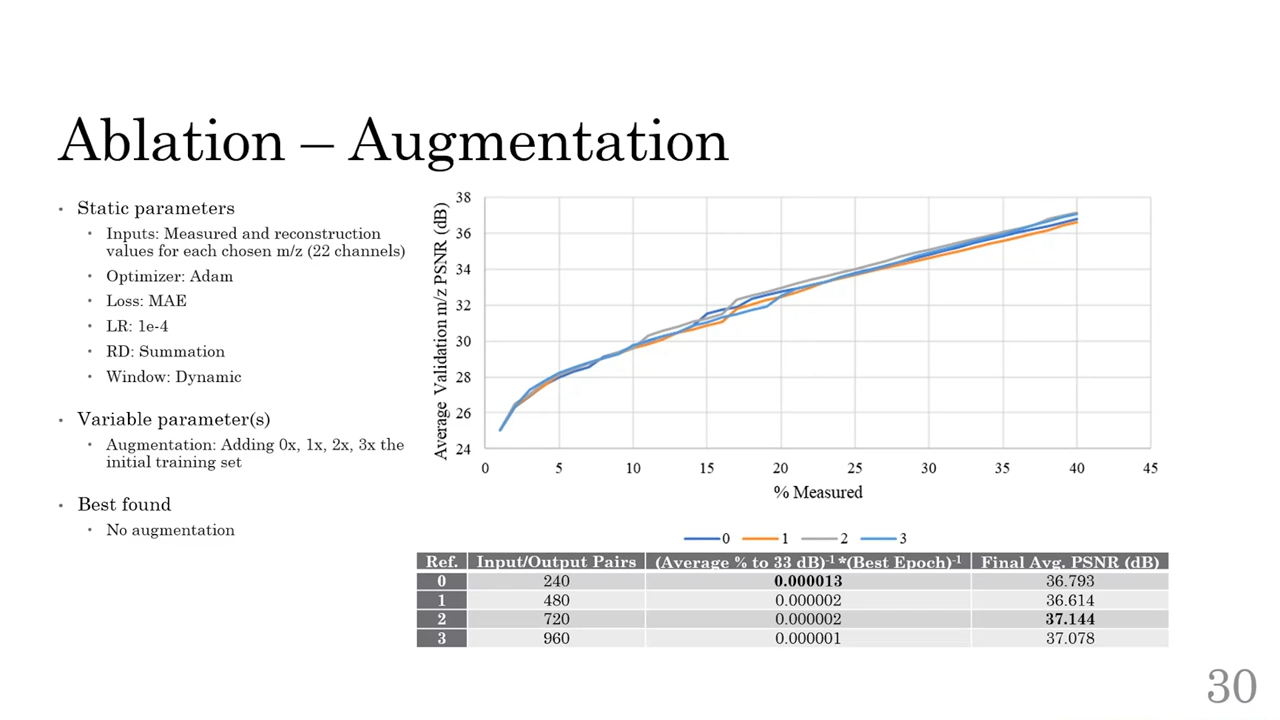 Ablation – Augmentation
• Static parameters
• Inputs: Measured and reconstruction
values for each chosen m/z (22 channels)
• Optimizer: Adam
• Loss: MAE
• LR: 1e-4
• RD: Summation
• Window: Dynamic
• Variable parameter(s)
• Augmentation: Adding 0x, 1x, 2x, 3x the
initial training set
• Best found
• No augmentation
Average Validation m/z PSNR (dB)
38
36
34
32
30
28
26
24
0 5 10 15 20 25 30 35 40 45
% Measured
0 1 2 3
Ref. Input/Output Pairs (Average % to 33 dB)⁻¹*(Best Epoch)⁻¹ Final Avg. PSNR (dB)
0 240 0.000013 36.793
1 480 0.000002 36.614
2 720 0.000002 37.144
3 960 0.000001 37.078
30